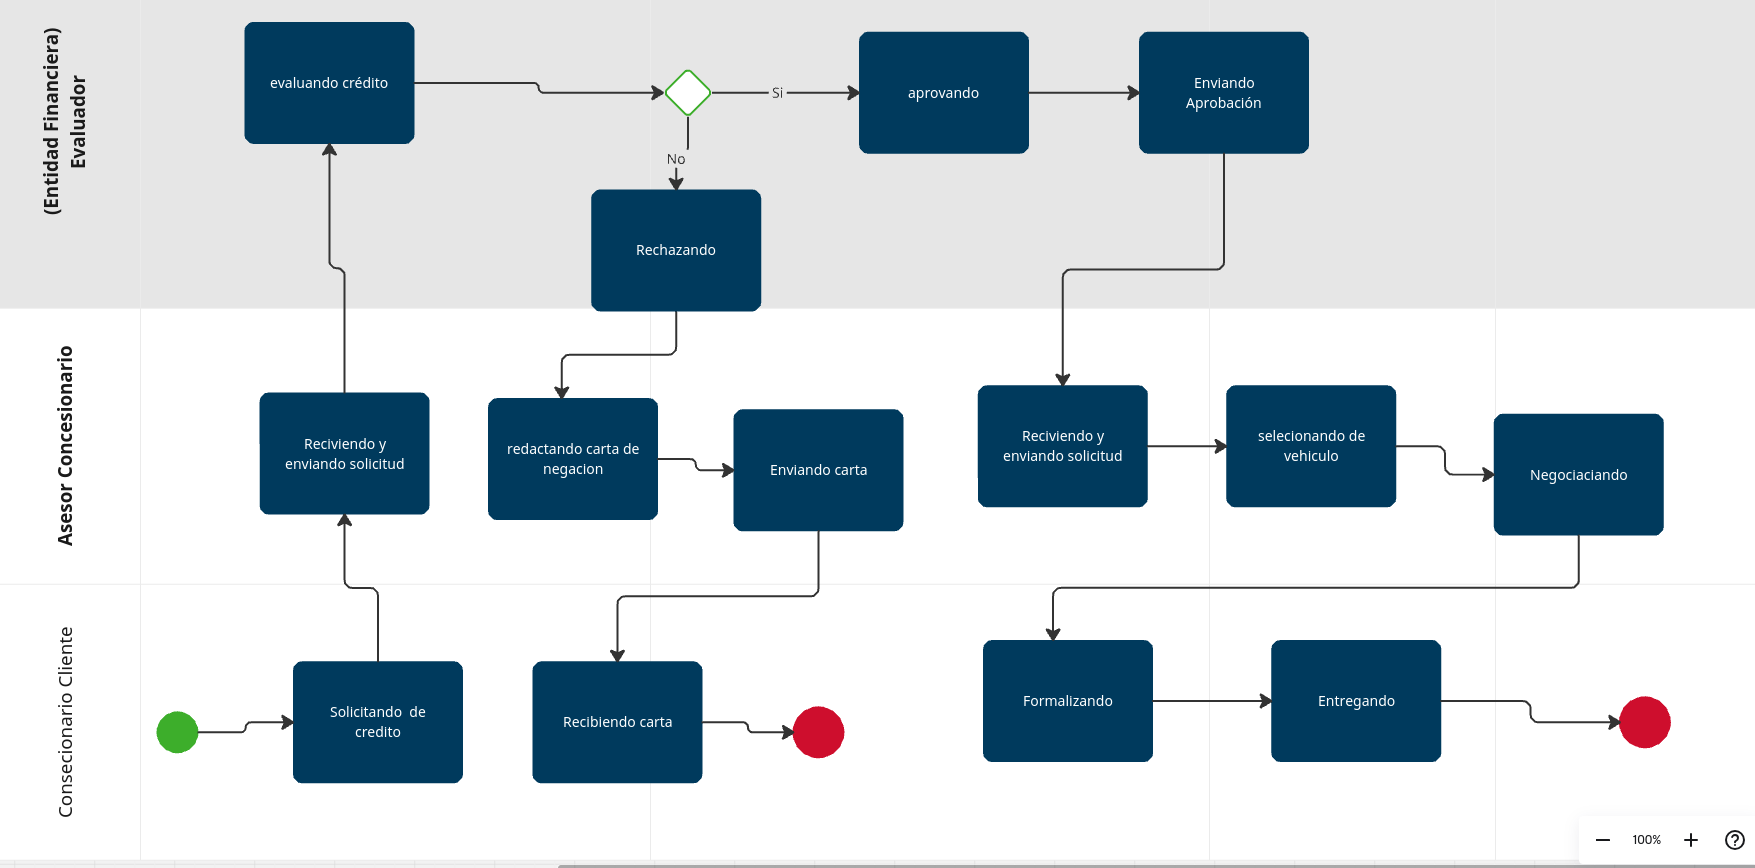 (Entidad Financiera)
Evaluador
evaluando crédito
Si
aprovando
Enviando
Aprobación
No
Rechazando
Asesor Concesionario
Reciviendo y
enviando solicitud
redactando carta de
negacion
Enviando carta
Reciviendo y
enviando solicitud
selecionando de
vehiculo
Negociaciando
Consecionario Cliente
Solicitando de
credito
Recibiendo carta
Formalizando
Entregando
100%